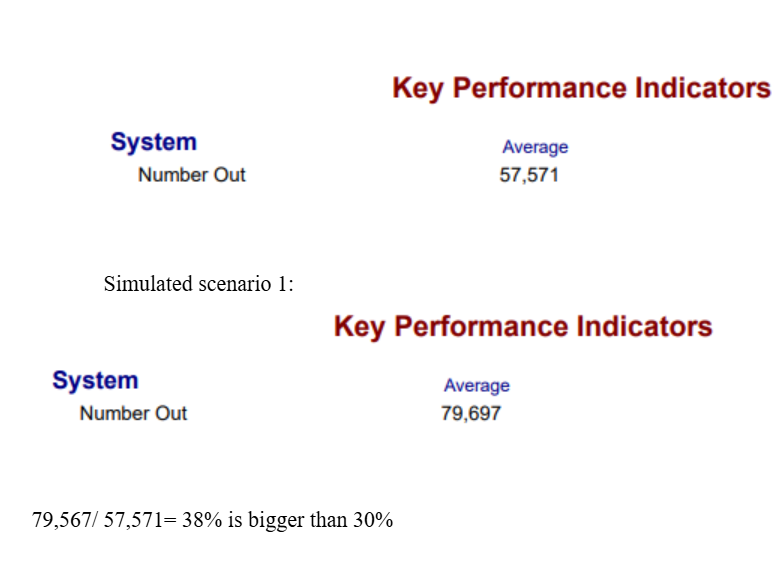 Key Performance Indicators
System Average
Number Out 57,571
Simulated scenario 1:
Key Performance Indicators
System Average
Number Out 79,697
79,567/ 57,571= 38% is bigger than 30%